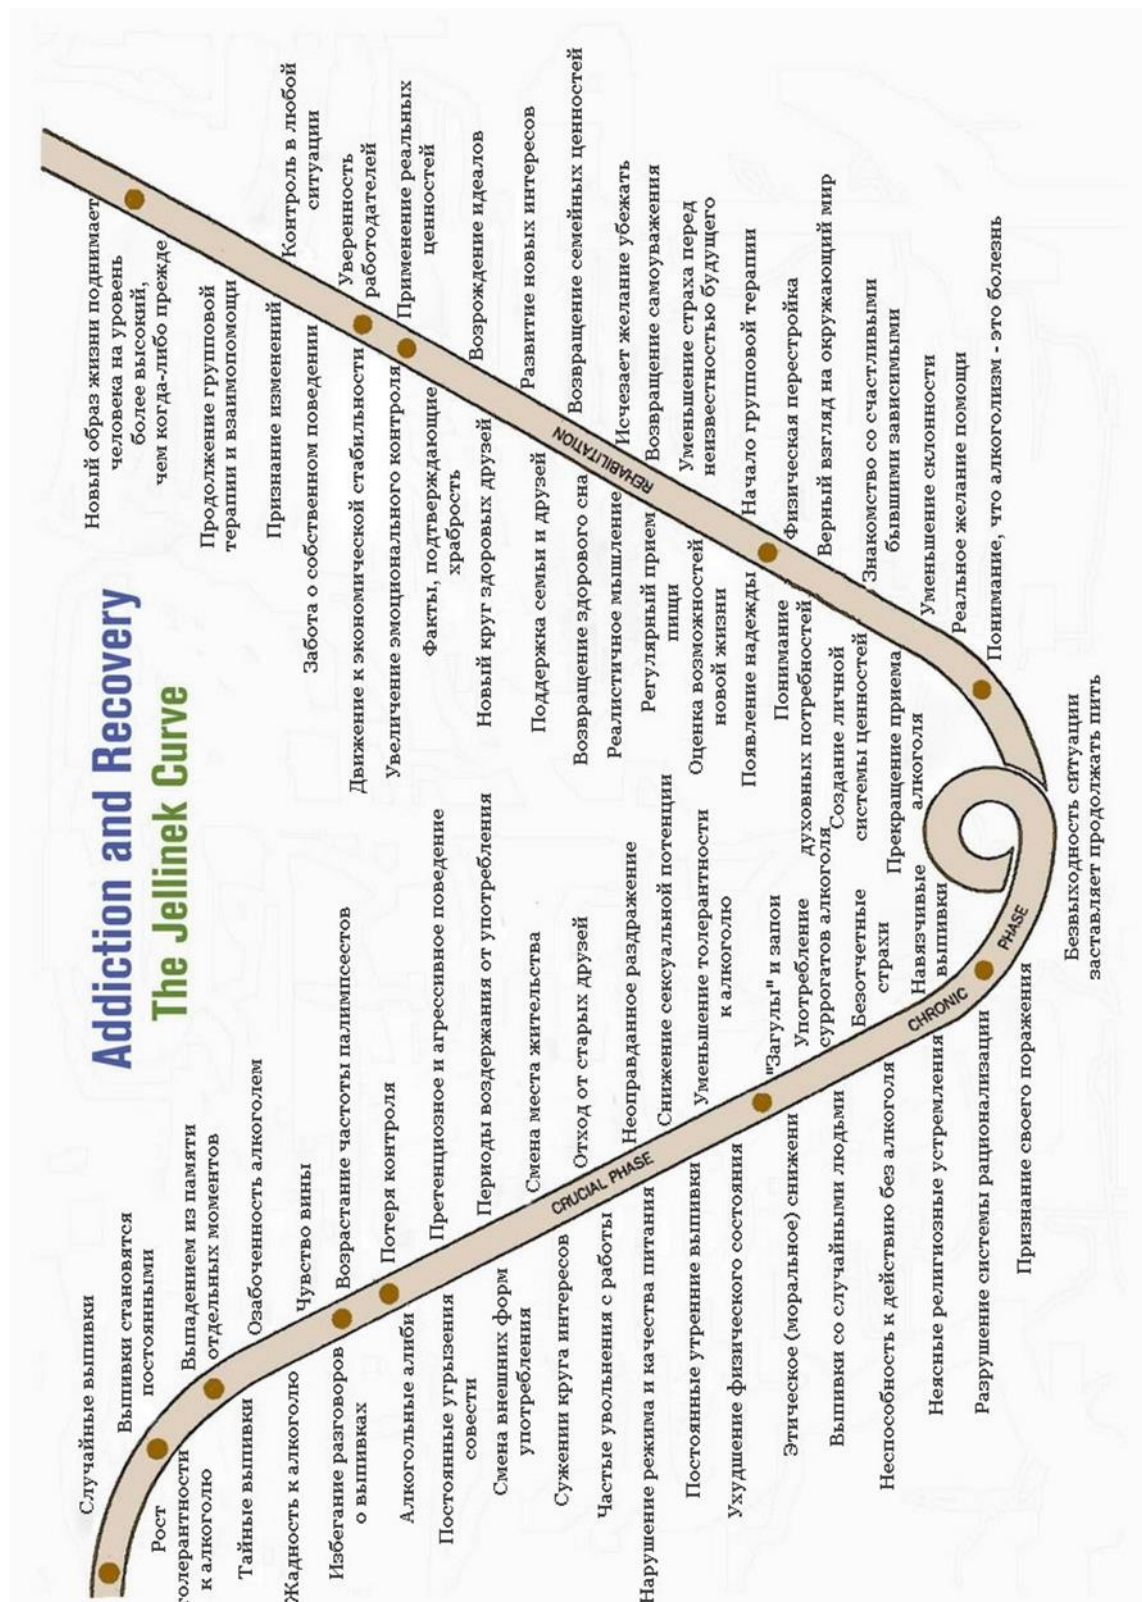 Addiction and Recovery
The Jellinek Curve
Случайные выпивки
Выпивки становятся
постоянными
Выпадением из памяти
отдельных моментов
Озабоченность алкоголем
Чувство вины
Возрастание частоты палимпсестов
Потеря контроля
Претенциозное и агрессивное поведение
Периоды воздержания от употребления
Смена места жительства
Отход от старых друзей
Неоправданное раздражение
Снижение сексуальной потенции
Уменьшение толерантности
к алкоголю
"Загулы" и запои
Употребление
суррогатов алкоголя
Безотчетные
страхи
Навязчивые
выпивки
Рост
толерантности
к алкоголю
Тайные выпивки
Жадность к алкоголю
Избегание разговоров
о выпивках
Алкогольные алиби
Постоянные угрызения
совести
Смена внешних форм
употребления
Сужении круга интересов
Частые увольнения с работы
Нарушение режима и качества питания
Постоянные утренние выпивки
Ухудшение физического состояния
Этическое (моральное) снижени
Выпивки со случайными людьми
Неспособность к действию без алкоголя
Неясные религиозные устремления
Разрушение системы рационализации
Признание своего поражения
CRUCIAL PHASE
CHRONIC
PHASE
Безвыходность ситуации
заставляет продолжать пить
REHABILITATION
Новый образ жизни поднимает
человека на уровень
более высокий,
чем когда-либо прежде
Продолжение групповой
терапии и взаимопомощи
Признание изменений
Забота о собственном поведении
Движение к экономической стабильности
Увеличение эмоционального контроля
Факты, подтверждающие
храбрость
Новый круг здоровых друзей
Поддержка семьи и друзей
Возвращение здорового сна
Реалистичное мышление
Регулярный прием
пищи
Оценка возможностей
новой жизни
Появление надежды
Понимание
духовных потребностей
Создание личной
системы ценностей
Прекращение приема
алкоголя
Контроль в любой
ситуации
Уверенность
работодателей
Применение реальных
ценностей
Возрождение идеалов
Развитие новых интересов
Возвращение семейных ценностей
Исчезает желание убежать
Возвращение самоуважения
Уменьшение страха перед
неизвестностью будущего
Начало групповой терапии
Физическая перестройка
Верный взгляд на окружающий мир
Знакомство со счастливыми
бывшими зависимыми
Уменьшение склонности
Реальное желание помощи
Понимание, что алкоголизм - это болезнь